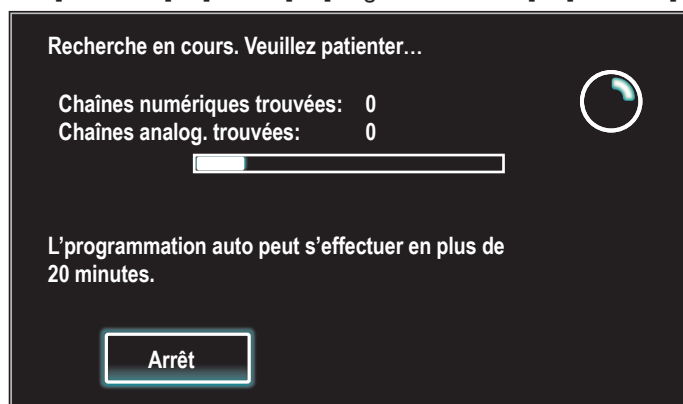 Recherche en cours. Veuillez patienter…
Chaînes numériques trouvées: 0
Chaînes analog. trouvées: 0
L’programmation auto peut s’effectuer en plus de
20 minutes.
Arrêt